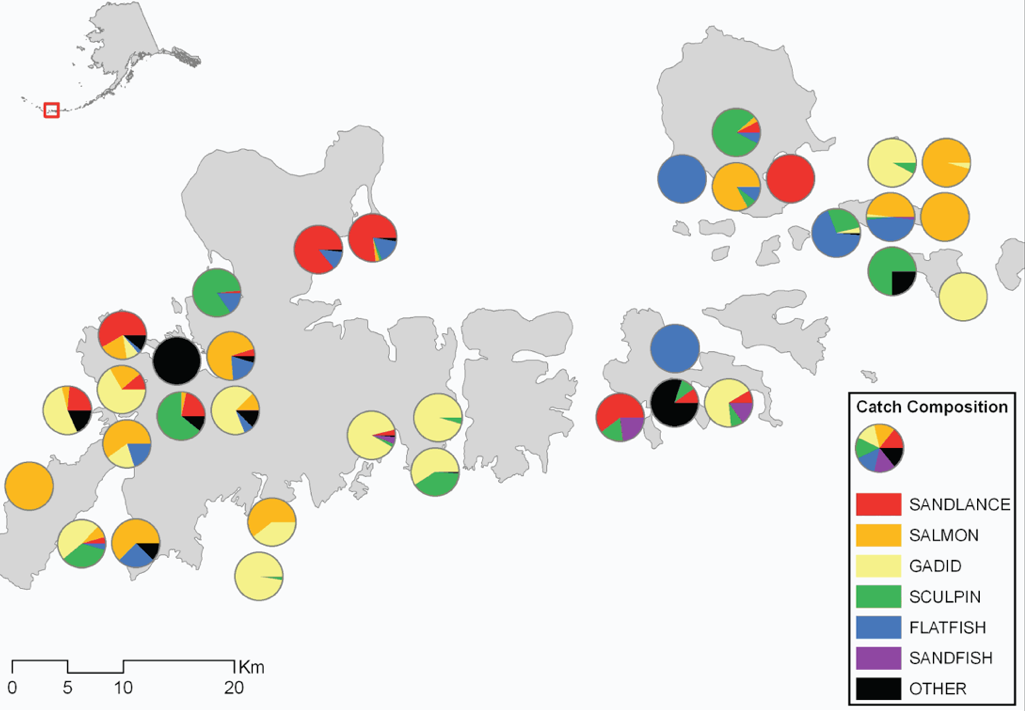 Catch Composition
SANDLANCE
SALMON
GADID
SCULPIN
FLATFISH
SANDFISH
OTHER
Km
0 5 10 20